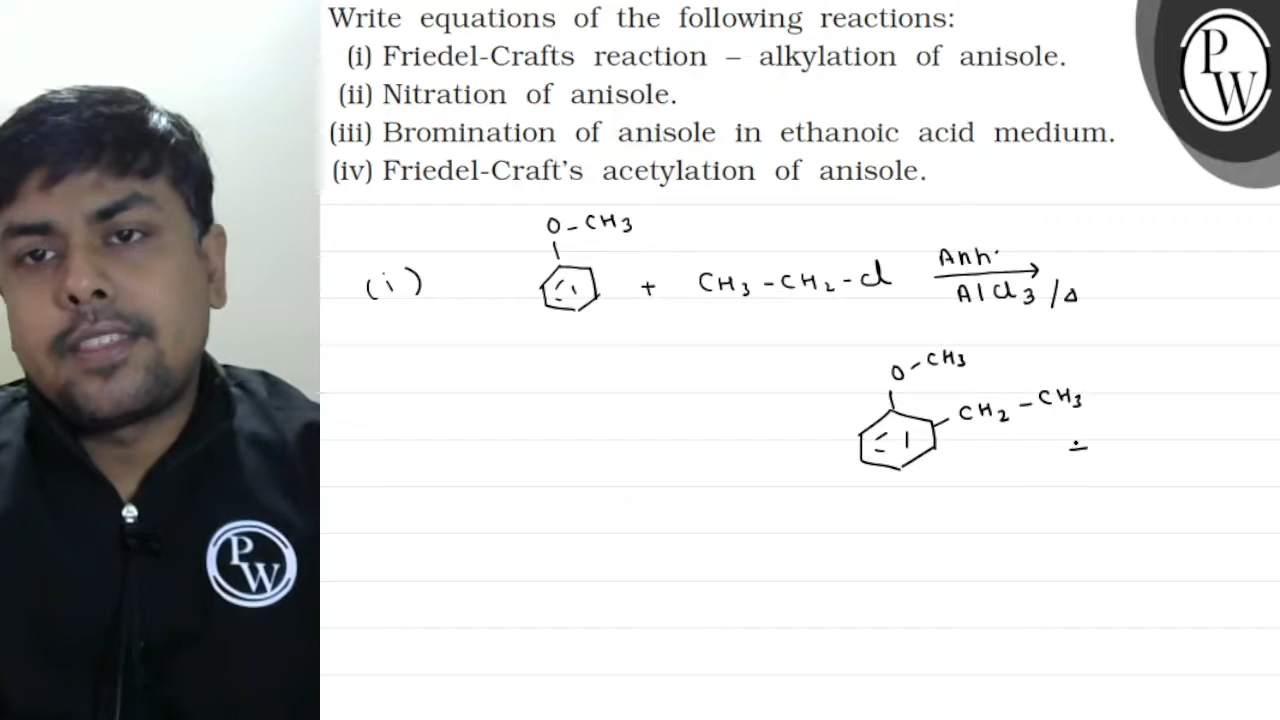 Write equations of the following reactions:
(i) Friedel-Crafts reaction – alkylation of anisole.
(ii) Nitration of anisole.
(iii) Bromination of anisole in ethanoic acid medium.
(iv) Friedel-Craft's acetylation of anisole.
P
W
O-CH3
(i) + CH3-CH2-Cl Anh.
AlCl3/Δ
O-CH3
CH2-CH3
P
W